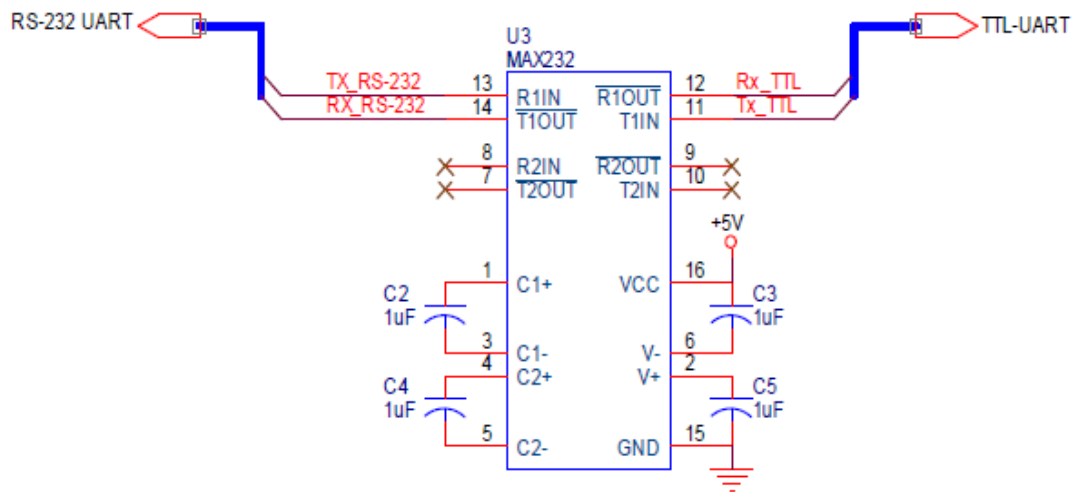 RS-232 UART
TTL-UART
U3
MAX232
TX_RS-232 13 R1IN R1OUT 12 Rx_TTL
RX_RS-232 14 T1OUT T1IN 11 Tx_TTL
8 R2IN R2OUT 9
7 T2OUT T2IN 10
+5V
1 C1+ VCC 16
C2
1uF
C3
1uF
3 C1- V- 6
4 C2+ V+ 2
C4
1uF
C5
1uF
5 C2- GND 15